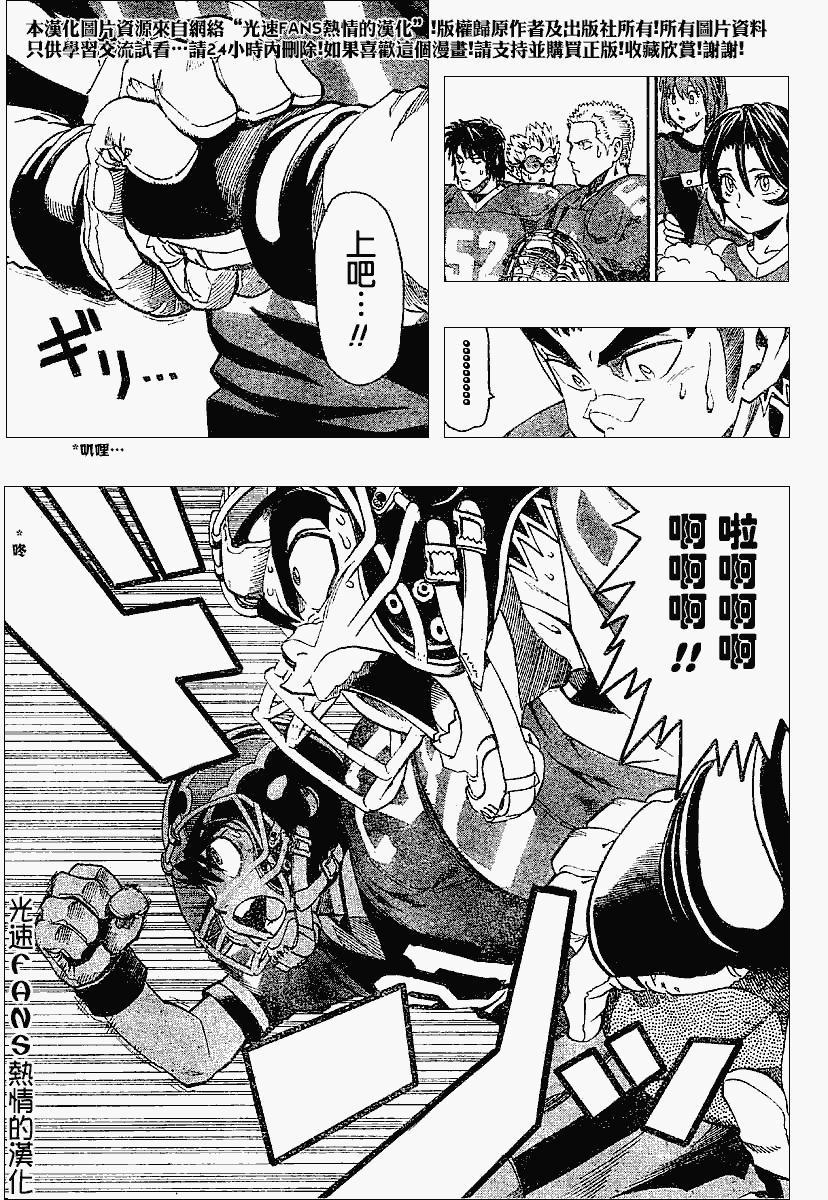 本漢化圖片資源來自網絡“光速FANS熱情的漢化”!版權歸原作者及出版社所有!所有圖片資料
只供學習交流試看…請24小時內刪除!如果喜歡這個漫畫!請支持並購買正版!收藏欣賞!謝謝!
52
………
上吧…!!
ギリ…
*嘰哩…
啦啊啊啊
啊啊啊!!
*咚
光速FANS熱情的漢化